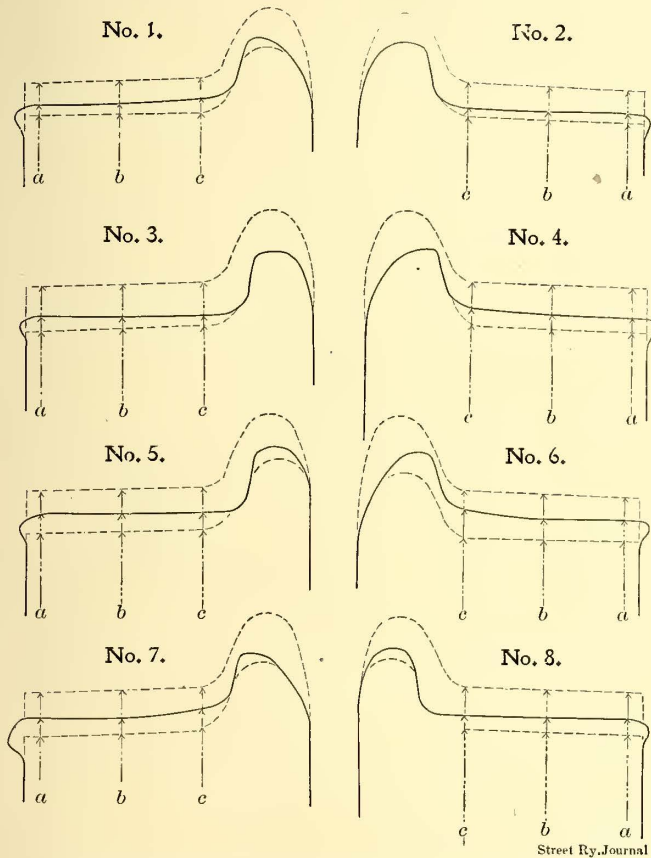 No. 1.
No. 2.
a b c
c b a
No. 3.
No. 4.
a b c
c b a
No. 5.
No. 6.
a b c
c b a
No. 7.
No. 8.
a b c
c b a
Street Ry. Journal